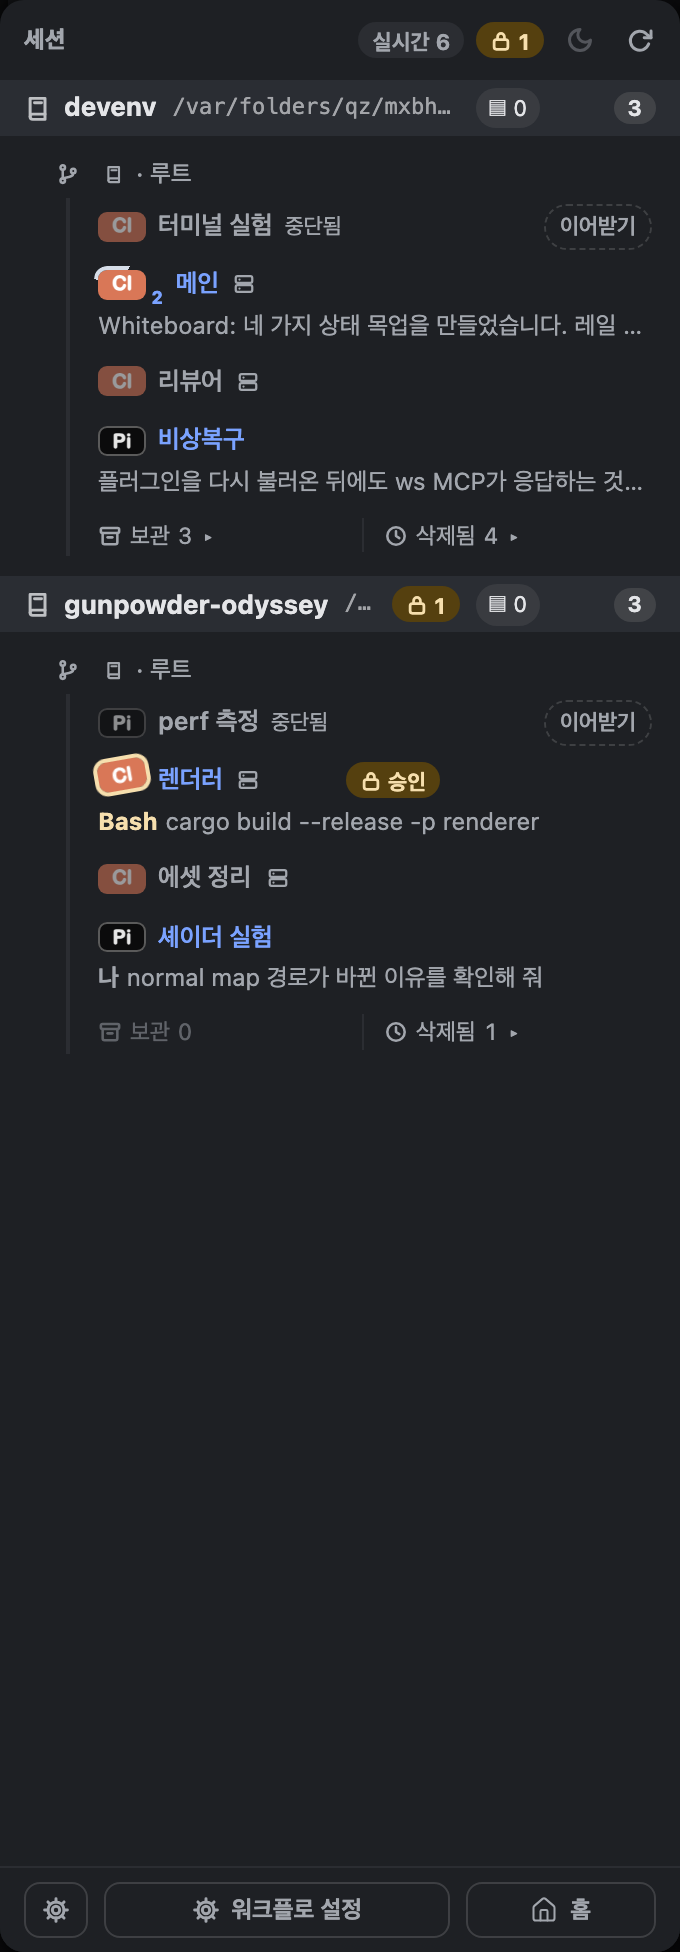 세션 실시간 6 1
devenv /var/folders/qz/mxbh… 0 3
· 루트
Cl 터미널 실험 중단됨 이어받기
Cl 2 메인
Whiteboard: 네 가지 상태 목업을 만들었습니다. 레일 …
Cl 리뷰어
Pi 비상복구
플러그인을 다시 불러온 뒤에도 ws MCP가 응답하는 것…
보관 3 ▸ 삭제됨 4 ▸
gunpowder-odyssey /… 1 0 3
· 루트
Pi perf 측정 중단됨 이어받기
Cl 렌더러 승인
Bash cargo build --release -p renderer
Cl 에셋 정리
Pi 셰이더 실험
나 normal map 경로가 바뀐 이유를 확인해 줘
보관 0 삭제됨 1 ▸
워크플로 설정 홈